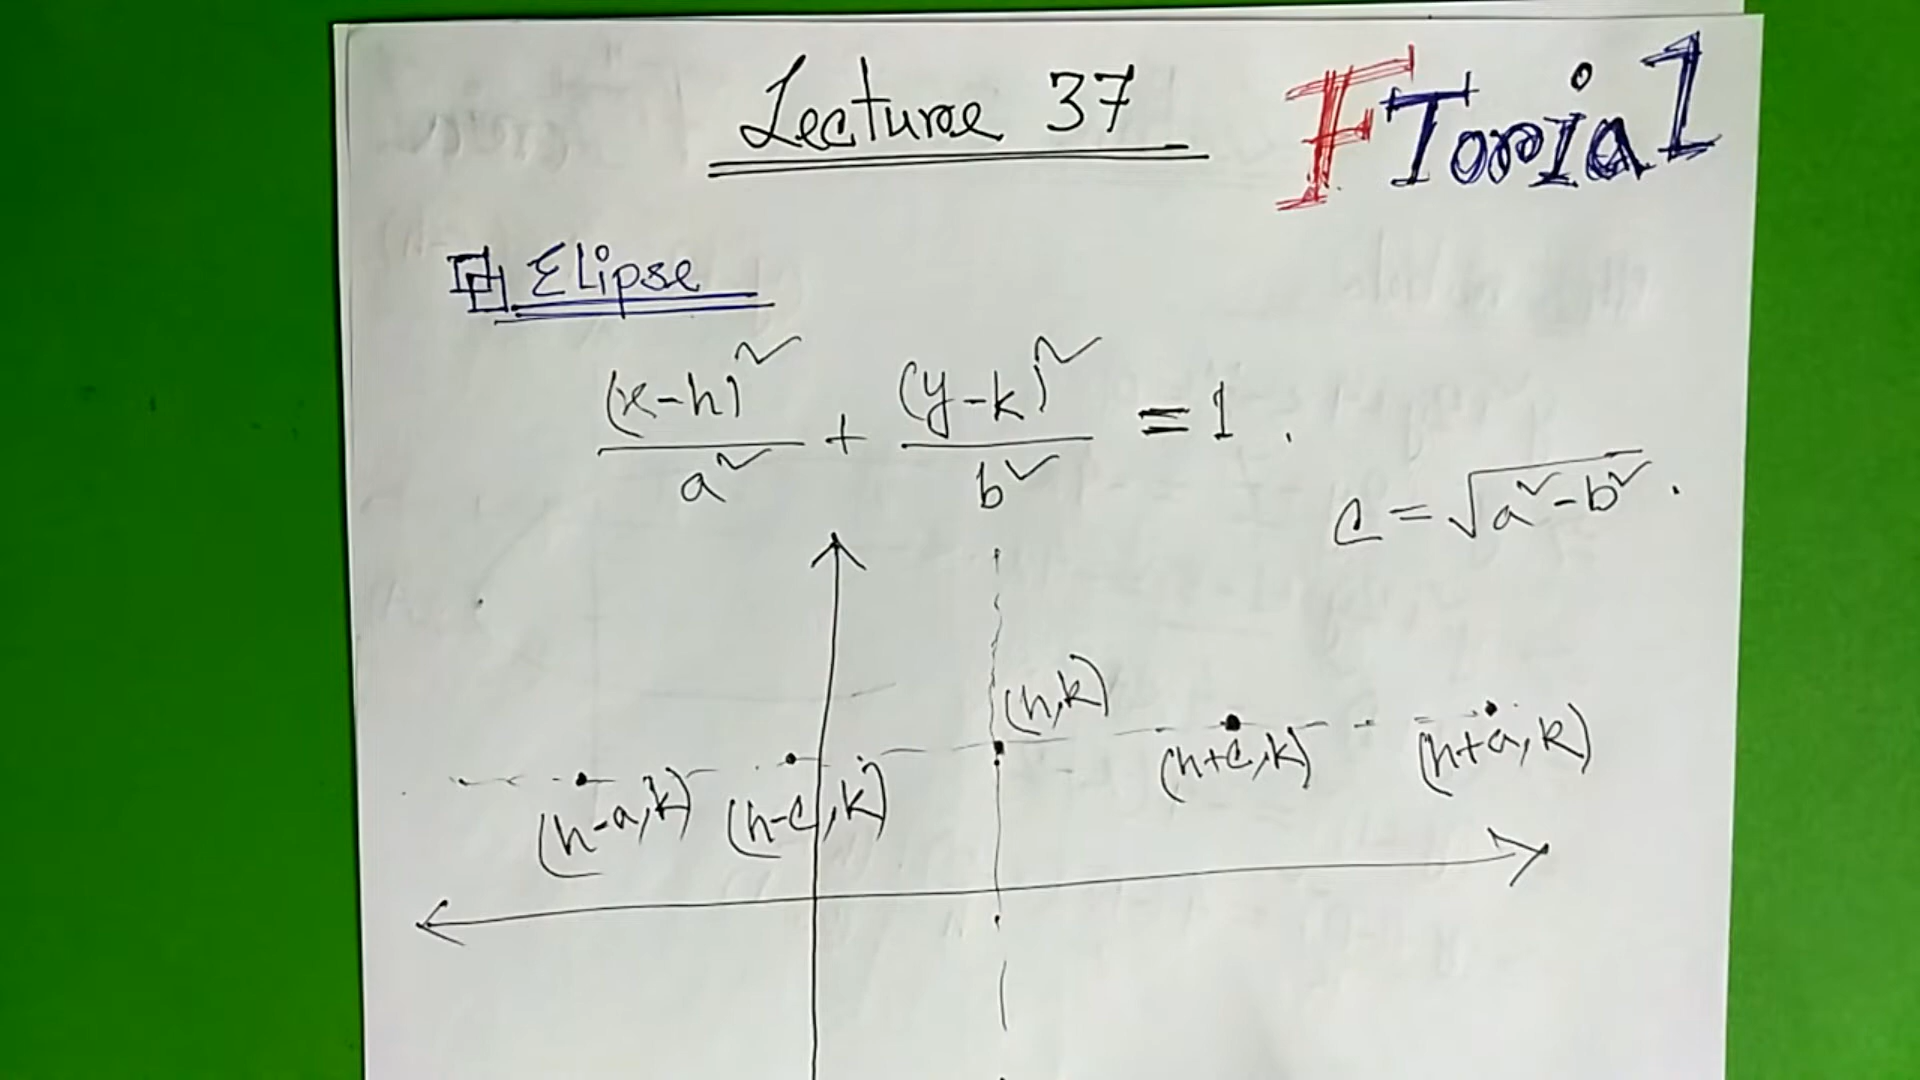 Lecture 37
FTorial
Elipse
(x-h)²/a² + (y-k)²/b² = 1.
c = √(a²-b²).
(h,k)
(h-a,k) (h-c,k) (h+c,k) (h+a,k)